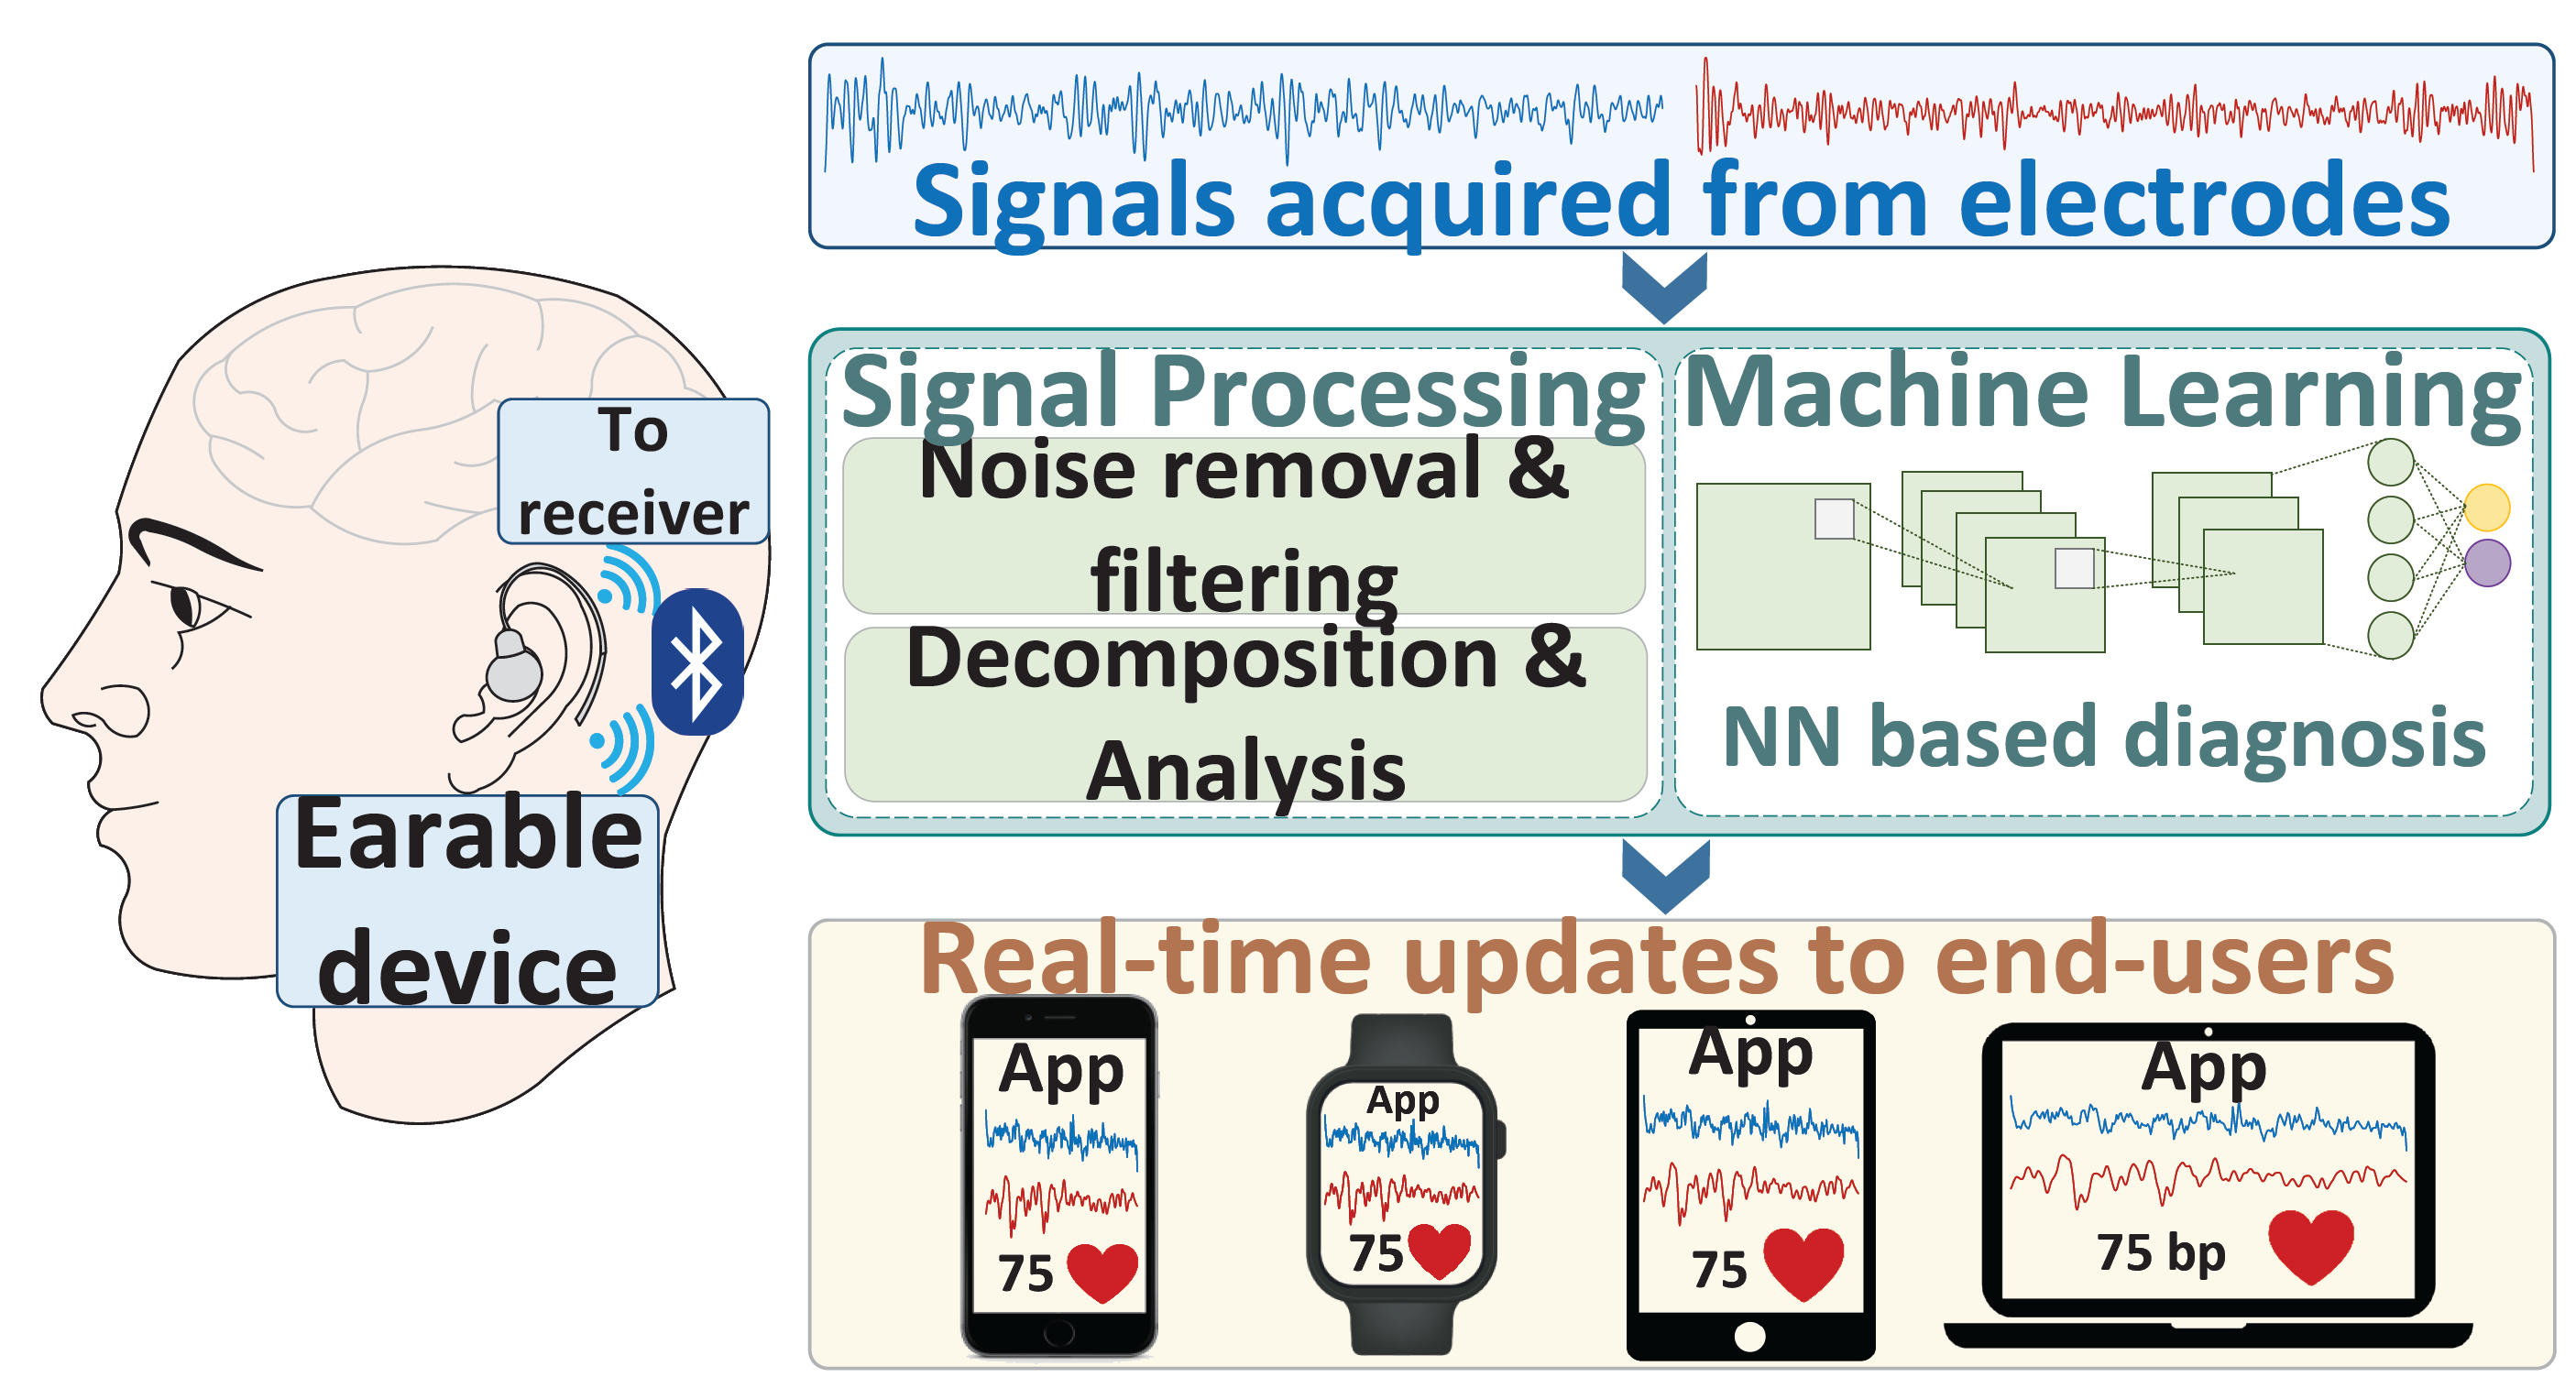 To
receiver
Earable
device
Signals acquired from electrodes
Signal Processing
Noise removal &
filtering
Decomposition &
Analysis
Machine Learning
NN based diagnosis
Real-time updates to end-users
App
75
App
75
App
75
App
75 bp